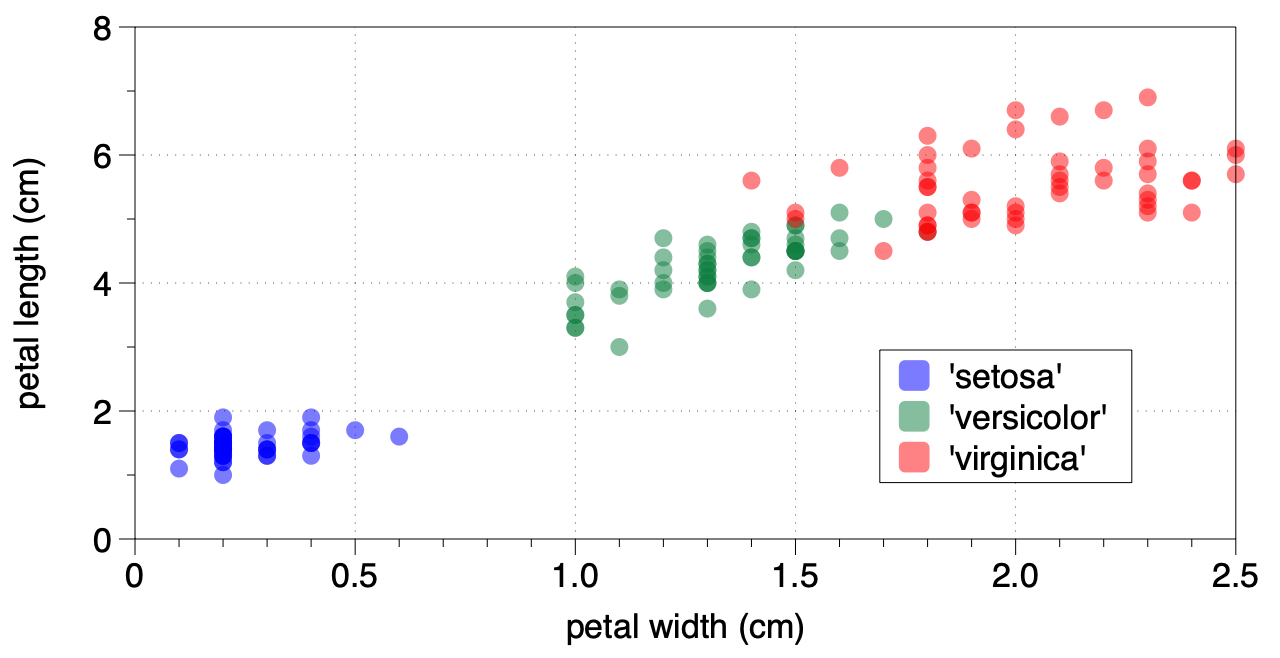 8
6
4
2
0
petal length (cm)
0 0.5 1.0 1.5 2.0 2.5
petal width (cm)
'setosa'
'versicolor'
'virginica'